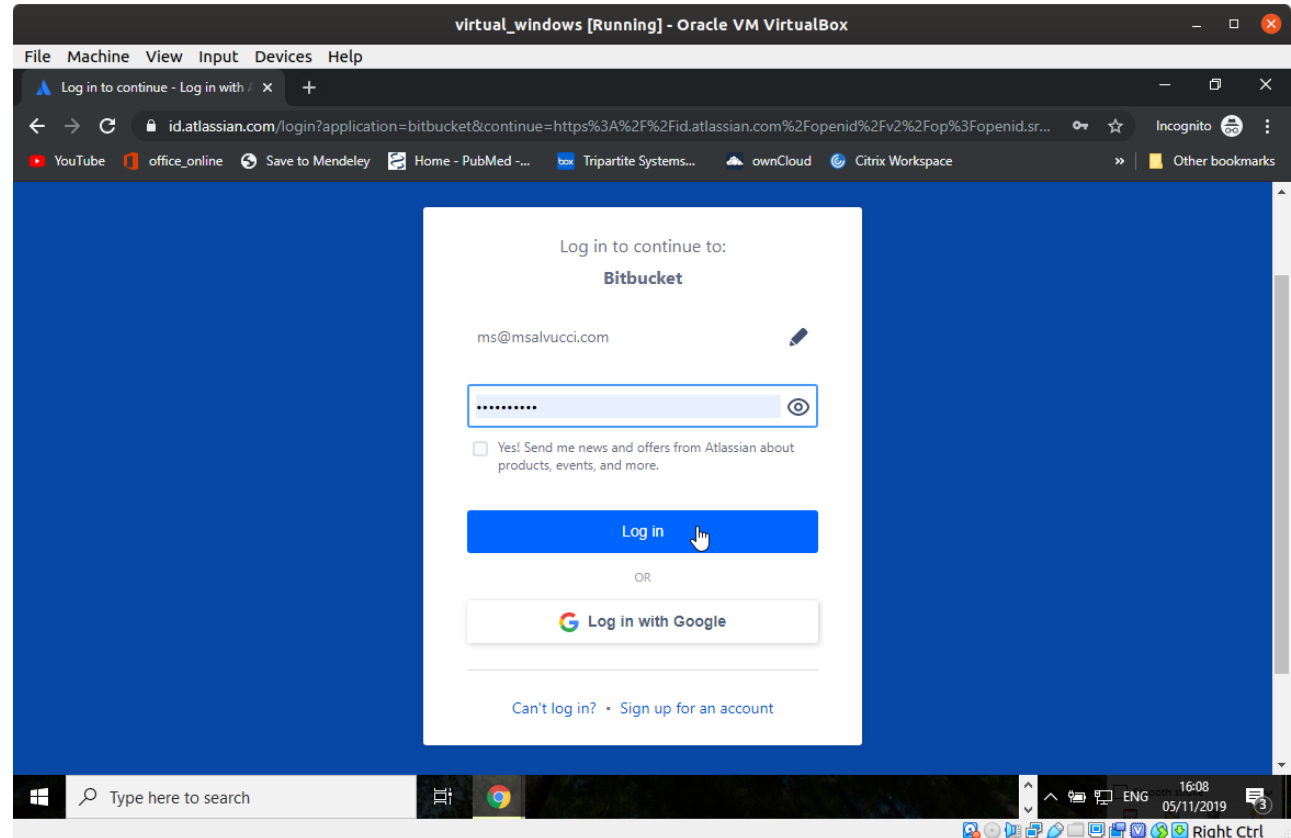 virtual_windows [Running] - Oracle VM VirtualBox
File Machine View Input Devices Help
Log in to continue - Log in with A
id.atlassian.com/login?application=bitbucket&continue=https%3A%2F%2Fid.atlassian.com%2Fopenid%2Fv2%2Fop%3Fopenid.sr... Incognito
YouTube office_online Save to Mendeley Home - PubMed -... box Tripartite Systems... ownCloud Citrix Workspace » Other bookmarks
Log in to continue to:
Bitbucket
ms@msalvucci.com
••••••••••
Yes! Send me news and offers from Atlassian about
products, events, and more.
Log in
OR
Log in with Google
Can't log in? • Sign up for an account
Type here to search
ENG
16:08
05/11/2019
3
Right Ctrl